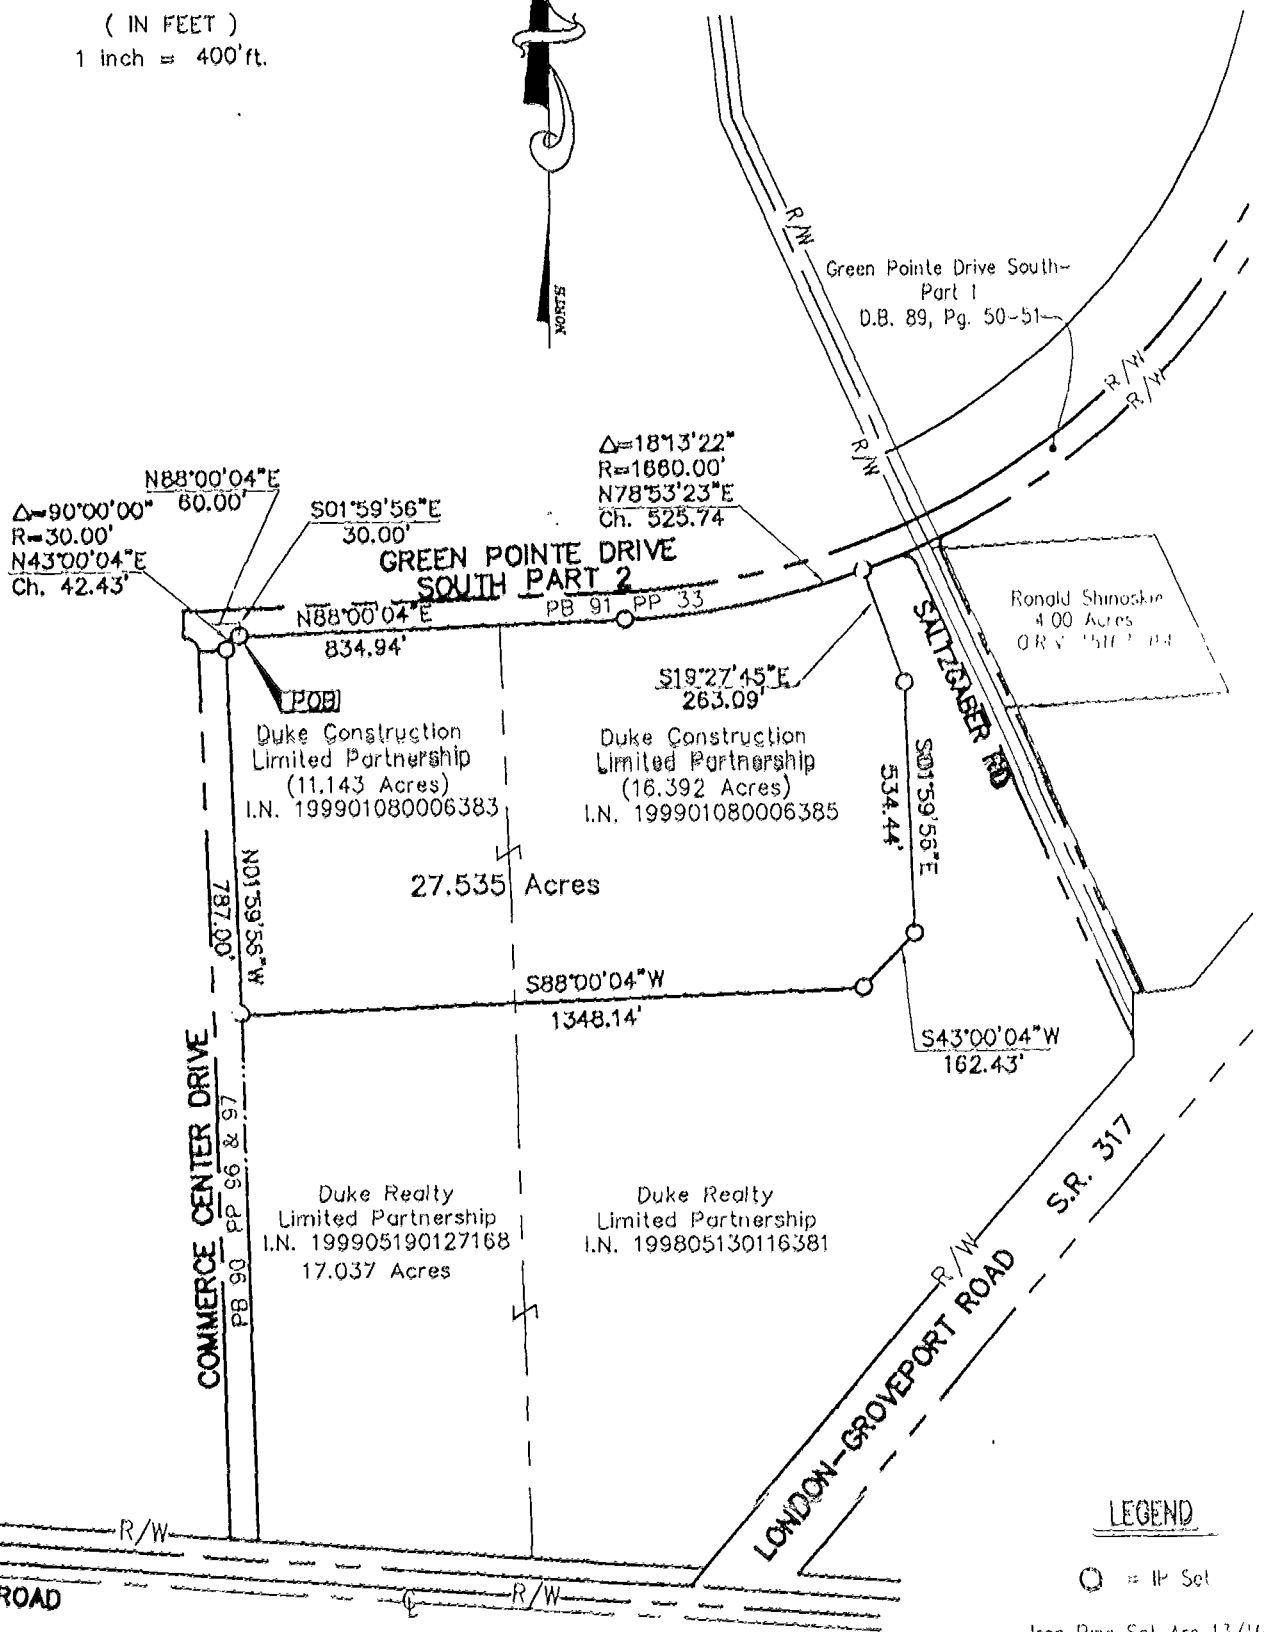 ( IN FEET )
1 inch = 400'ft.
NORTH
Green Pointe Drive South-
Part 1
D.B. 89, Pg. 50-51
R/W
R/W
R/W
R/W
Δ=18°13'22"
R=1660.00'
N78°53'23"E
Ch. 525.74
N88°00'04"E
60.00'
Δ=90°00'00"
R=30.00'
N43°00'04"E
Ch. 42.43'
S01°59'56"E
30.00'
GREEN POINTE DRIVE
SOUTH PART 2
PB 91 PP 33
N88°00'04"E
834.94'
POB
Ronald Shinoskie
4.00 Acres
O.R.V.
SALTZGABER RD
S19°27'45"E
263.09'
Duke Construction
Limited Partnership
(11.143 Acres)
I.N. 199901080006383
Duke Construction
Limited Partnership
(16.392 Acres)
I.N. 199901080006385
S01°59'56"E
534.44'
27.535 Acres
N01°59'56"W
787.00'
S88°00'04"W
1348.14'
S43°00'04"W
162.43'
COMMERCE CENTER DRIVE
PB 90 PP 96 & 97
Duke Realty
Limited Partnership
I.N. 199905190127168
17.037 Acres
Duke Realty
Limited Partnership
I.N. 199805130116381
S.R. 317
R/W
LONDON-GROVEPORT ROAD
LEGEND
= IP Set
R/W
R/W
ROAD
℄
Set Are 13/16